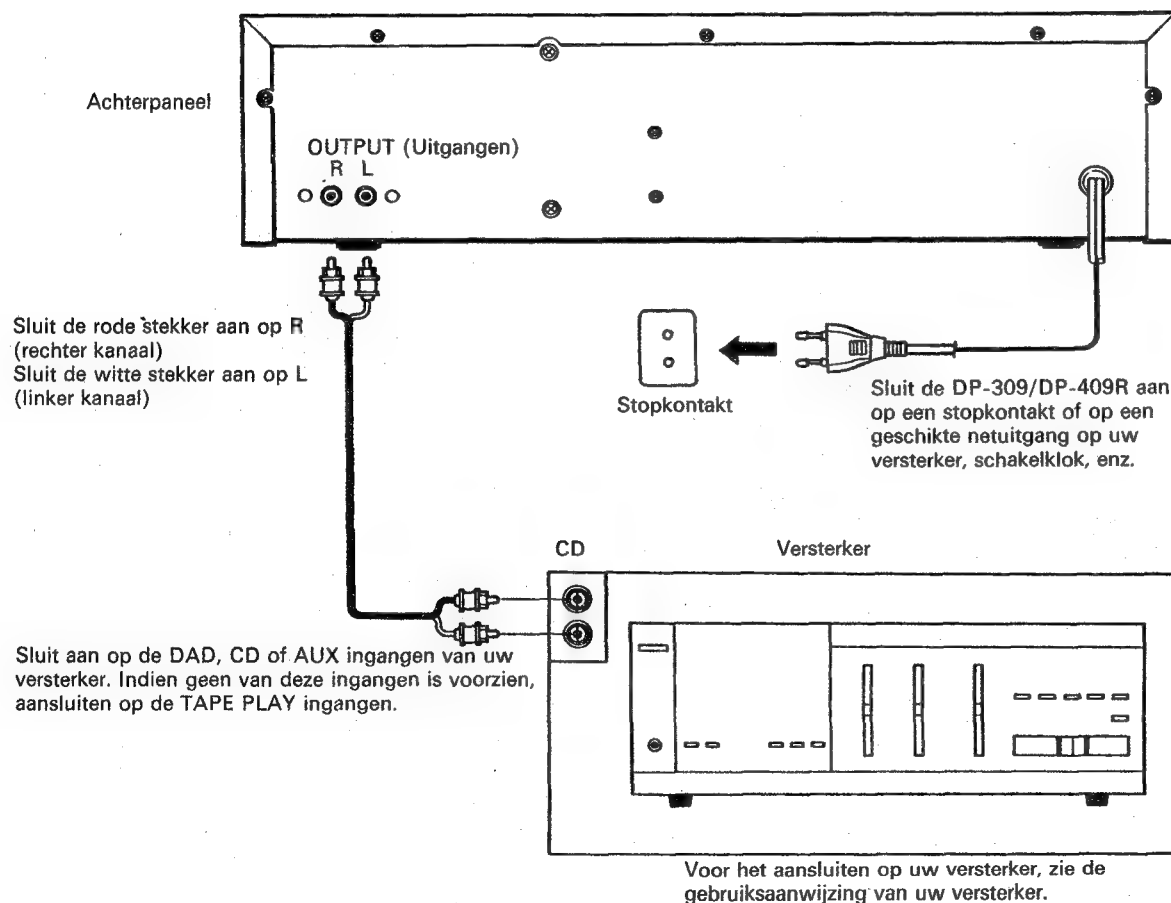 Achterpaneel
OUTPUT (Uitgangen)
R L
Sluit de rode stekker aan op R
(rechter kanaal)
Sluit de witte stekker aan op L
(linker kanaal)
Stopkontakt
Sluit de DP-309/DP-409R aan
op een stopkontakt of op een
geschikte netuitgang op uw
versterker, schakelklok, enz.
CD
Versterker
Sluit aan op de DAD, CD of AUX ingangen van uw
versterker. Indien geen van deze ingangen is voorzien,
aansluiten op de TAPE PLAY ingangen.
Voor het aansluiten op uw versterker, zie de
gebruiksaanwijzing van uw versterker.